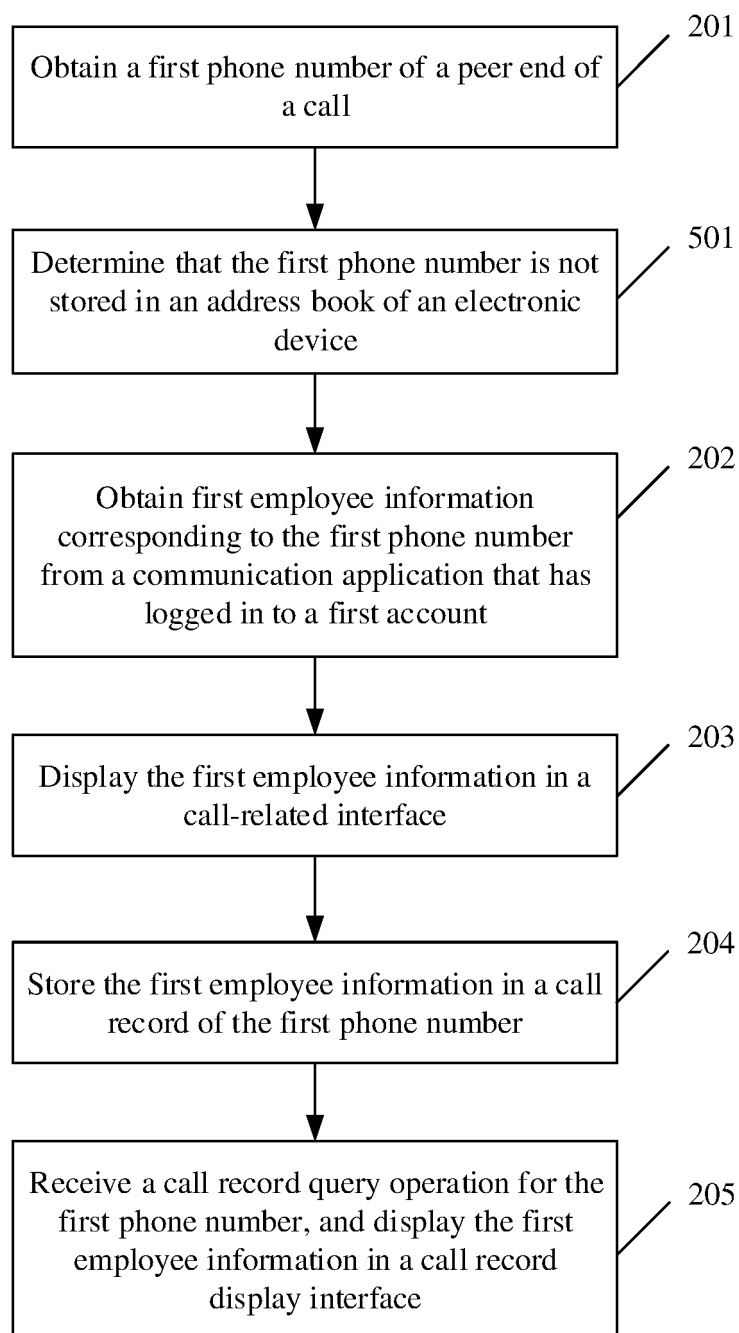 201
Obtain a first phone number of a peer end of
a call
501
Determine that the first phone number is not
stored in an address book of an electronic
device
202
Obtain first employee information
corresponding to the first phone number
from a communication application that has
logged in to a first account
203
Display the first employee information in a
call-related interface
204
Store the first employee information in a call
record of the first phone number
205
Receive a call record query operation for the
first phone number, and display the first
employee information in a call record
display interface